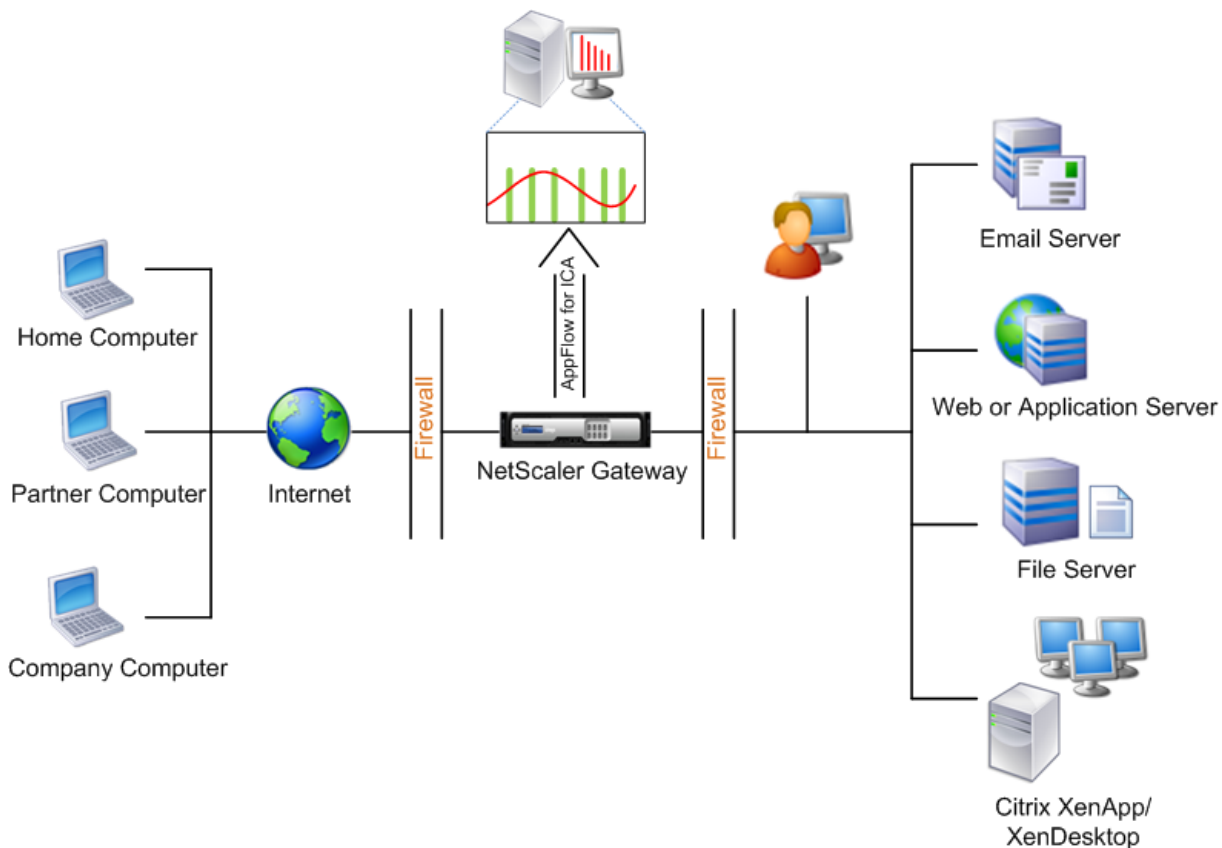 AppFlow for ICA
Home Computer
Partner Computer
Company Computer
Internet
Firewall
NetScaler Gateway
Firewall
Email Server
Web or Application Server
File Server
Citrix XenApp/
XenDesktop